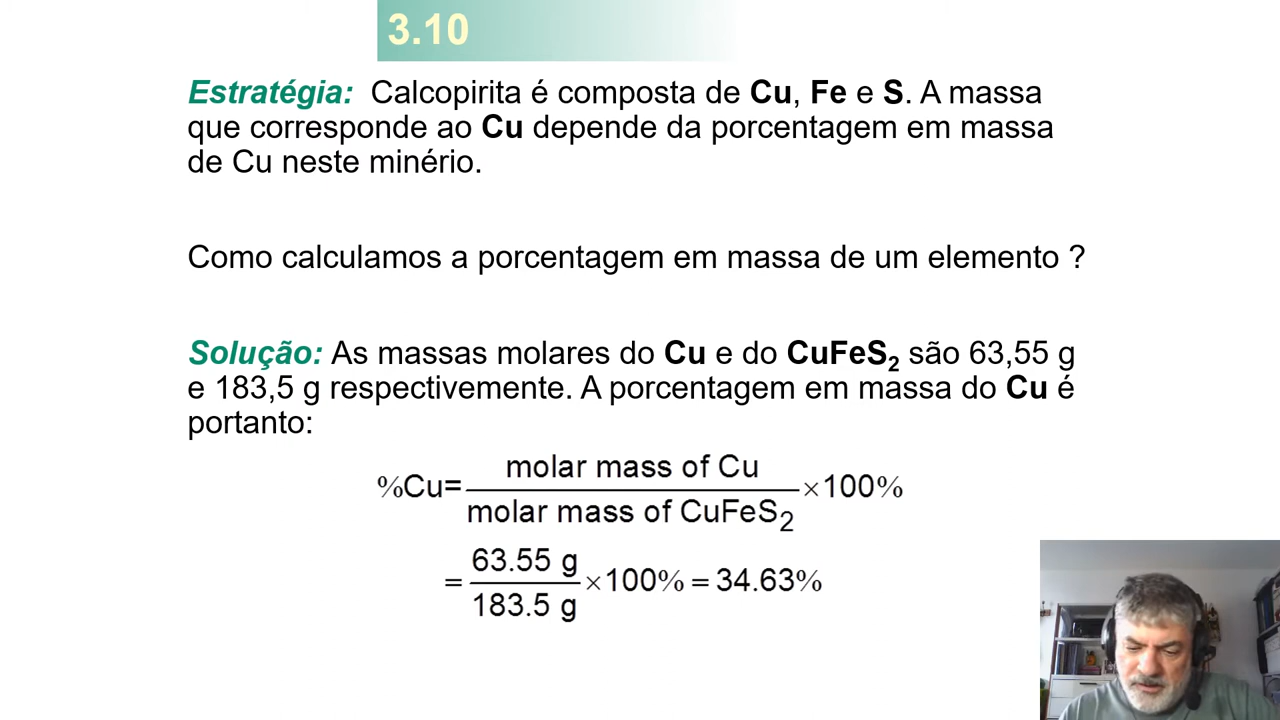 3.10
Estratégia: Calcopirita é composta de Cu, Fe e S. A massa
que corresponde ao Cu depende da porcentagem em massa
de Cu neste minério.
Como calculamos a porcentagem em massa de um elemento ?
Solução: As massas molares do Cu e do CuFeS₂ são 63,55 g
e 183,5 g respectivemente. A porcentagem em massa do Cu é
portanto:
molar mass of Cu
%Cu= ×100%
molar mass of CuFeS₂
63.55 g
= ×100% = 34.63%
183.5 g